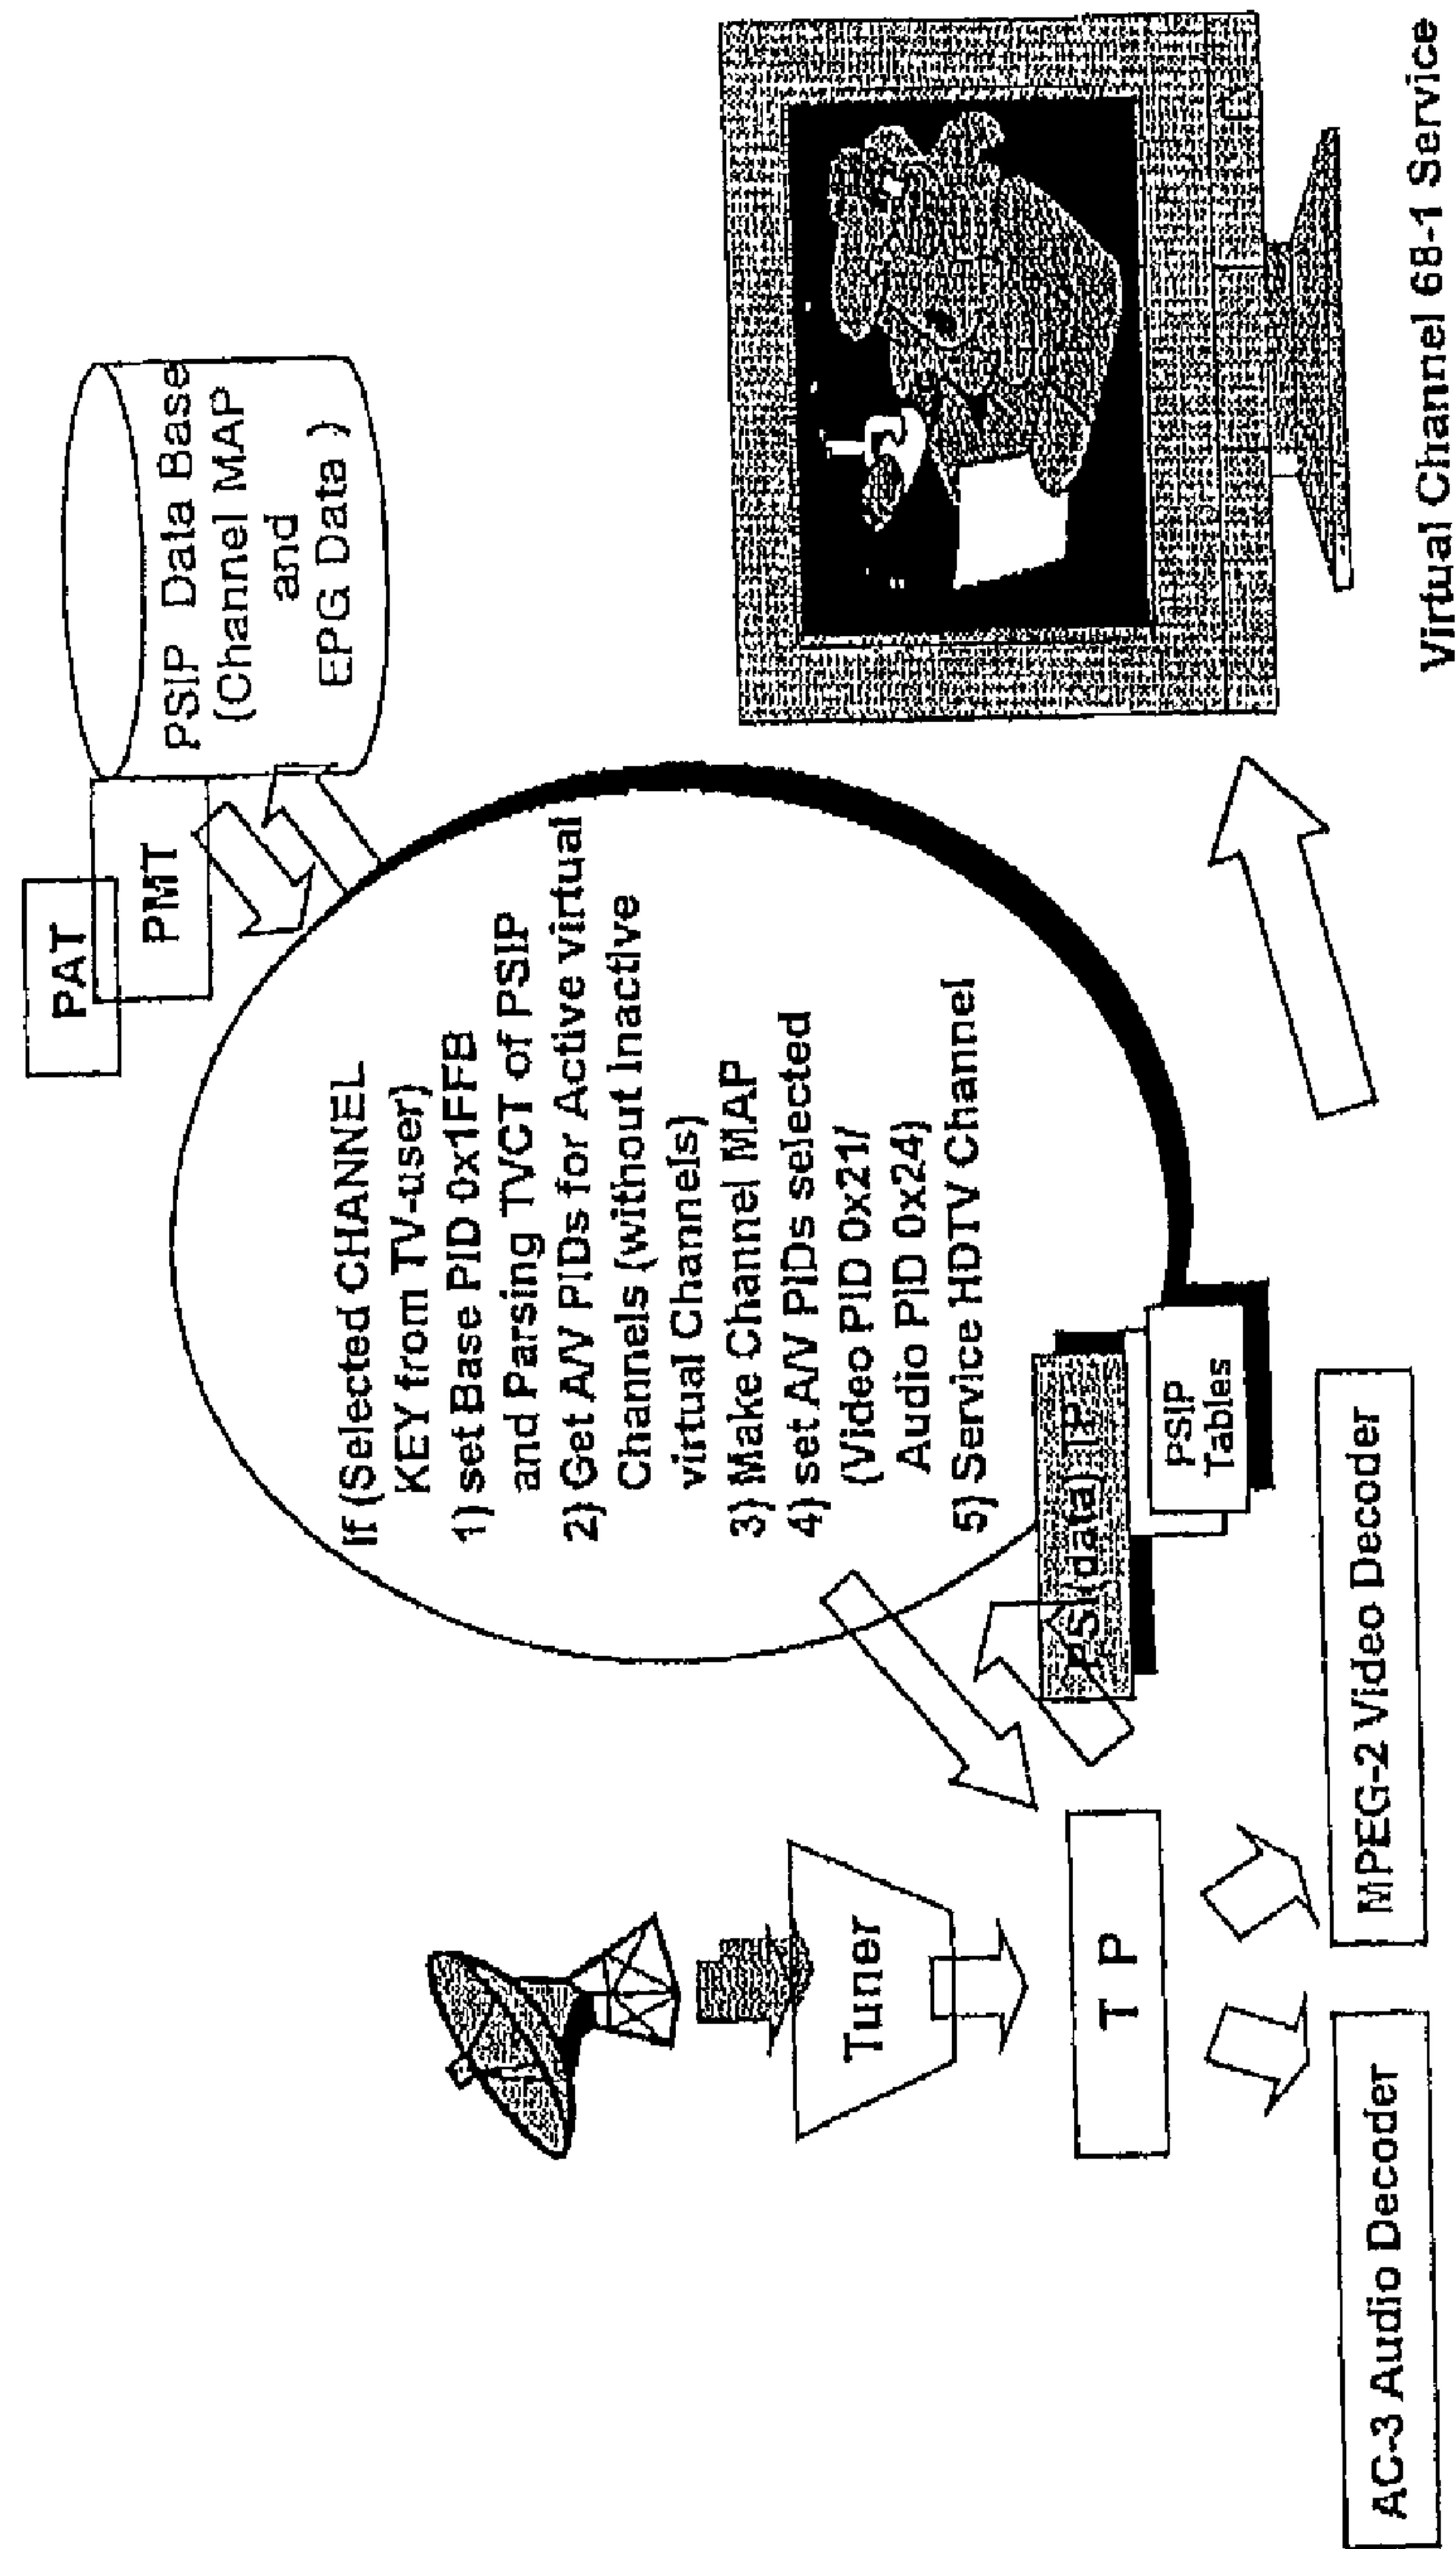 PAT
PMT
PSIP Data Base
(Channel MAP
and
EPG Data )
If (Selected CHANNEL
KEY from TV-user)
1) set Base PID 0x1FFB
and Parsing TVCT of PSIP
2) Get A/V PIDs for Active virtual
Channels (without Inactive
virtual Channels)
3) Make Channel MAP
4) set A/V PIDs selected
(Video PID 0x21/
Audio PID 0x24)
5) Service HDTV Channel
Tuner
T P
PSI(data) TP
PSIP
Tables
AC-3 Audio Decoder
MPEG-2 Video Decoder
Virtual Channel 68-1 Service